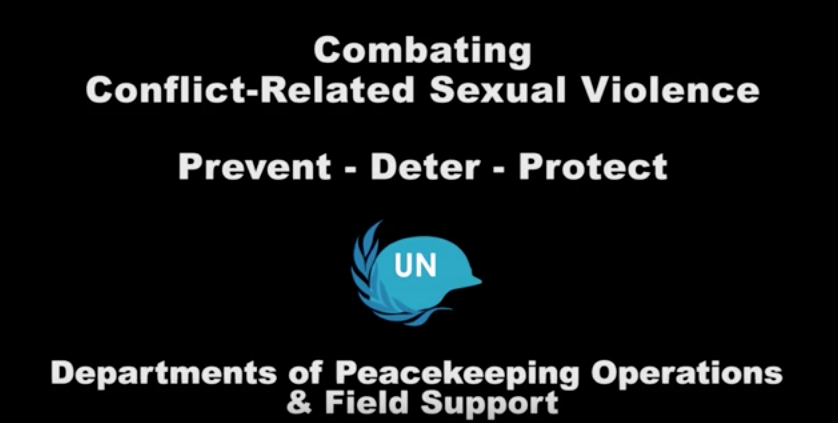 Combating
Conflict-Related Sexual Violence
Prevent - Deter - Protect
UN
Departments of Peacekeeping Operations
& Field Support